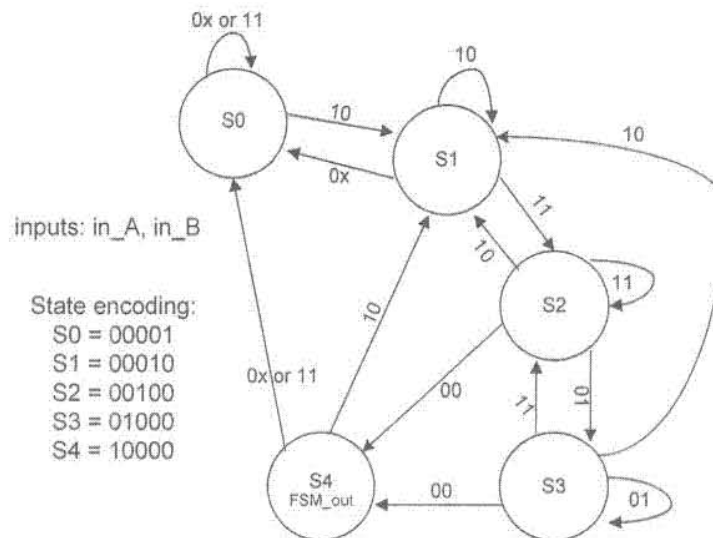 0x or 11
10
10
S0
10
S1
0x
11
inputs: in_A, in_B
10
S2
11
State encoding:
S0 = 00001
S1 = 00010
S2 = 00100
S3 = 01000
S4 = 10000
10
0x or 11
00
11
01
S4
FSM_out
00
S3
01